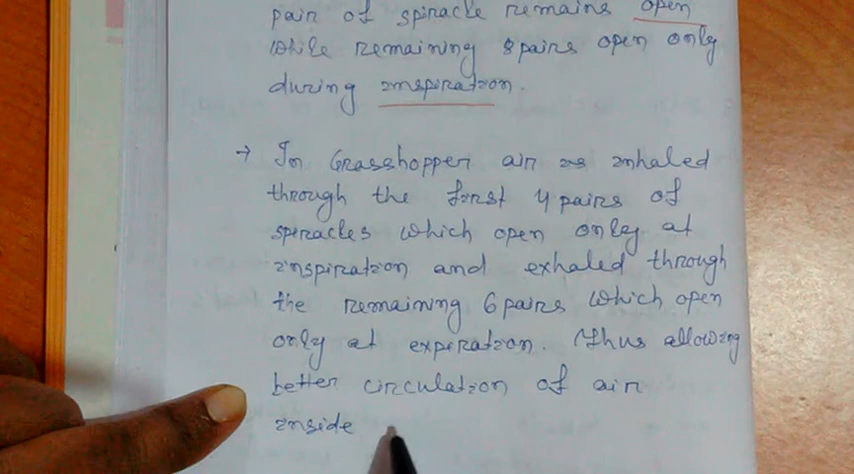 pair of spiracle remains open
while remaining 8 pairs open only
during inspiration.
→ In Grasshopper air is inhaled
through the first 4 pairs of
spiracles which open only at
inspiration and exhaled through
the remaining 6 pairs which open
only at expiration. Thus allowing
better circulation of air
inside